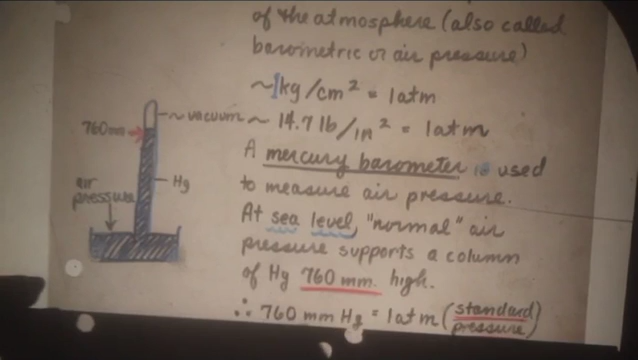 of the atmosphere (also called
barometric or air pressure)
~1kg/cm² = 1atm
~14.7 lb/in² = 1atm
A mercury barometer is used
to measure air pressure.
At sea level, "normal" air
pressure supports a column
of Hg 760 mm. high.
∴ 760 mm Hg = 1atm (standard
pressure)
~ vacuum
760mm
Hg
air
pressure